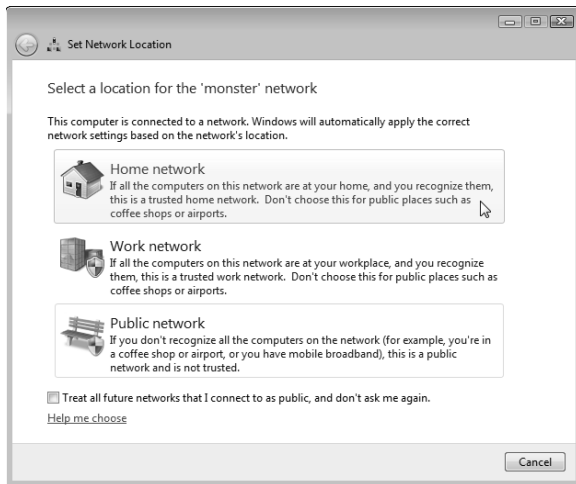 Set Network Location
Select a location for the 'monster' network
This computer is connected to a network. Windows will automatically apply the correct
network settings based on the network's location.
Home network
If all the computers on this network are at your home, and you recognize them,
this is a trusted home network.  Don't choose this for public places such as
coffee shops or airports.
Work network
If all the computers on this network are at your workplace, and you recognize
them, this is a trusted work network.  Don't choose this for public places such as
coffee shops or airports.
Public network
If you don't recognize all the computers on the network (for example, you're in
a coffee shop or airport, or you have mobile broadband), this is a public
network and is not trusted.
Treat all future networks that I connect to as public, and don't ask me again.
Help me choose
Cancel